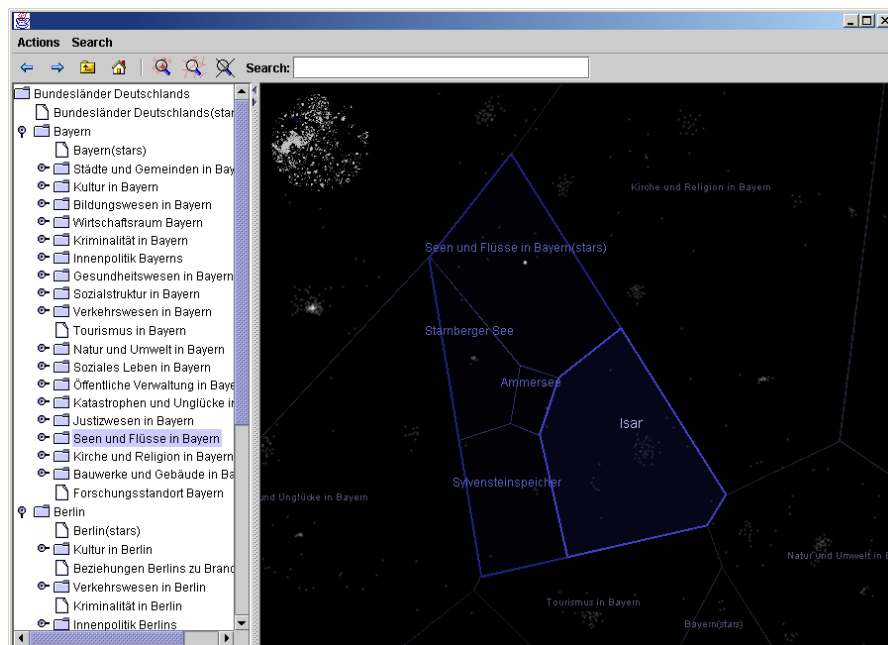 Actions Search
Search:
Bundesländer Deutschlands
Bundesländer Deutschlands(star
Bayern
Bayern(stars)
Städte und Gemeinden in Bay
Kultur in Bayern
Bildungswesen in Bayern
Wirtschaftsraum Bayern
Kriminalität in Bayern
Innenpolitik Bayerns
Gesundheitswesen in Bayern
Sozialstruktur in Bayern
Verkehrswesen in Bayern
Tourismus in Bayern
Natur und Umwelt in Bayern
Soziales Leben in Bayern
Öffentliche Verwaltung in Baye
Katastrophen und Unglücke in
Justizwesen in Bayern
Seen und Flüsse in Bayern
Kirche und Religion in Bayern
Bauwerke und Gebäude in Ba
Forschungsstandort Bayern
Berlin
Berlin(stars)
Kultur in Berlin
Beziehungen Berlins zu Bran
Verkehrswesen in Berlin
Kriminalität in Berlin
Innenpolitik Berlins
Kirche und Religion in Bayern
Seen und Flüsse in Bayern(stars)
Starnberger See
Ammersee
Isar
Sylvensteinspeicher
und Unglücke in Bayern
Natur und Umwelt in B
Tourismus in Bayern
Bayern(stars)